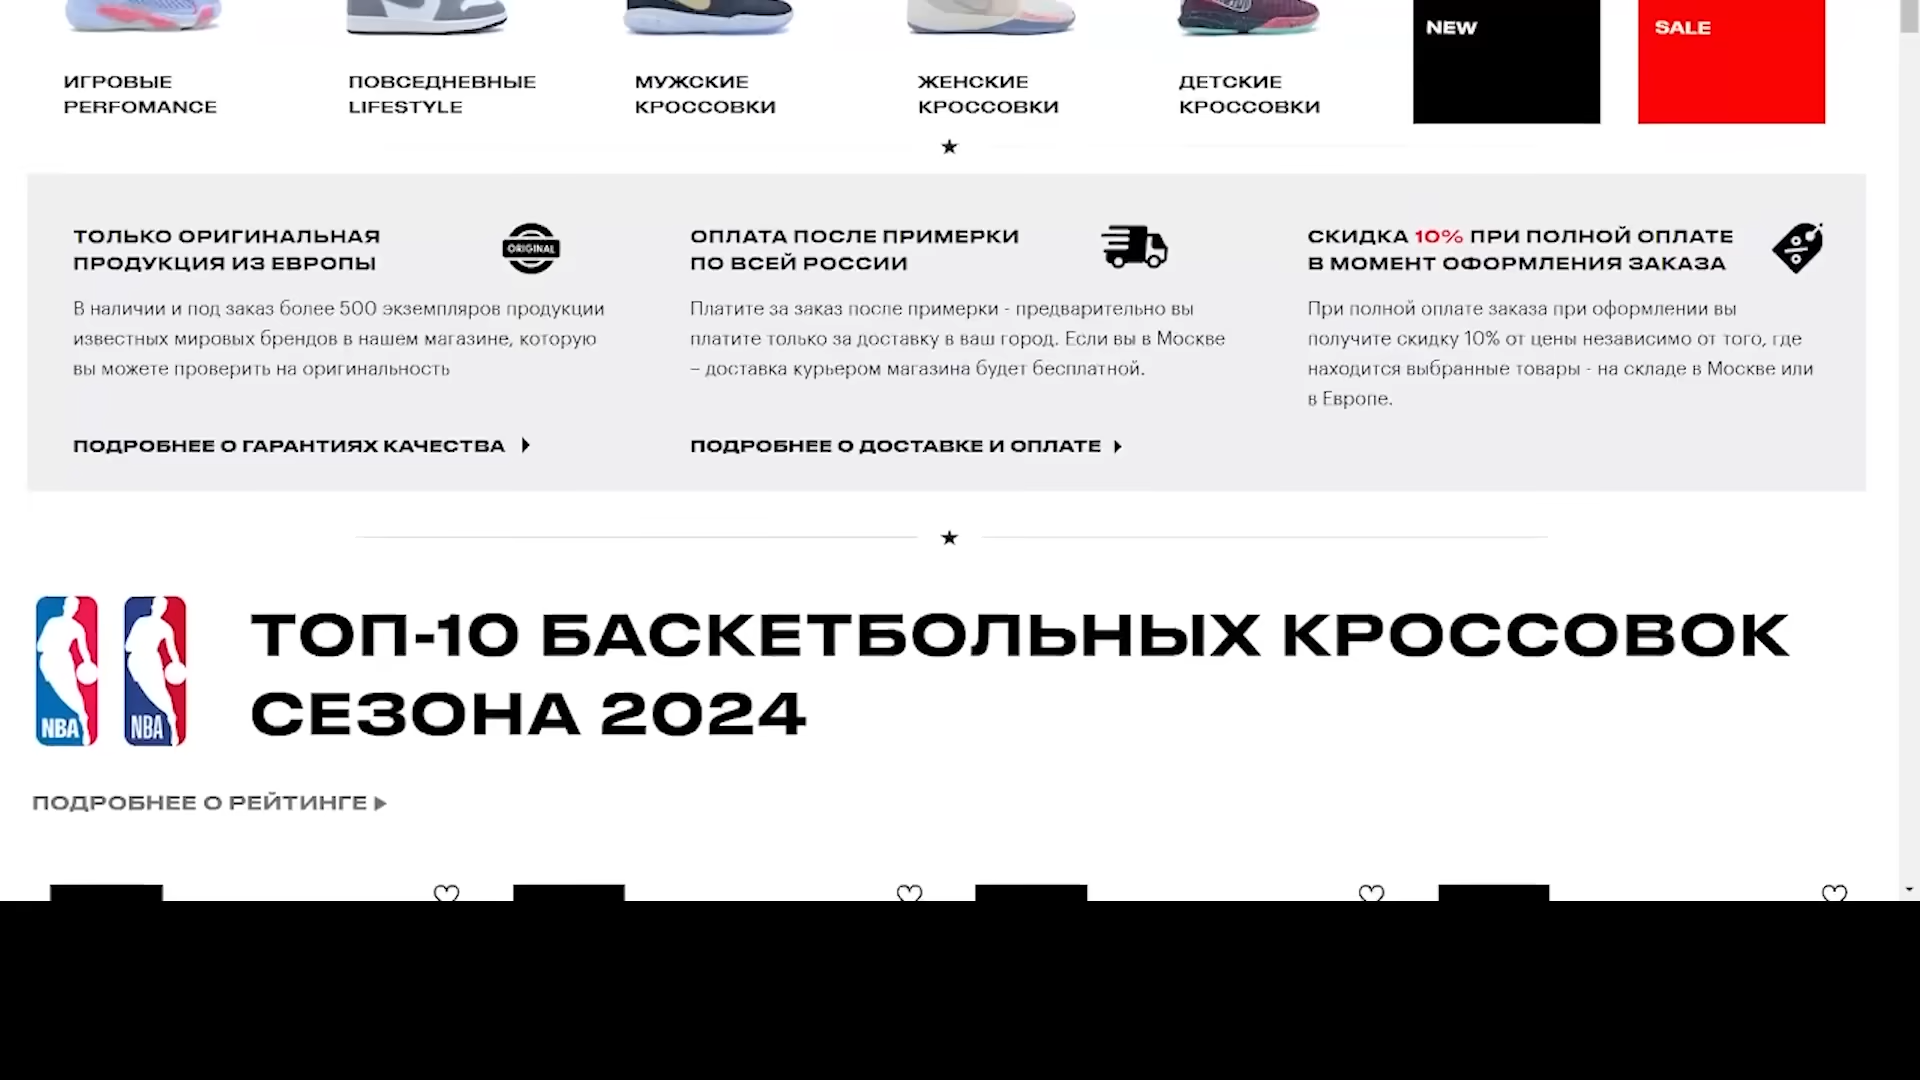 NEW
SALE
ИГРОВЫЕ
PERFOMANCE
ПОВСЕДНЕВНЫЕ
LIFESTYLE
МУЖСКИЕ
КРОССОВКИ
ЖЕНСКИЕ
КРОССОВКИ
ДЕТСКИЕ
КРОССОВКИ
ТОЛЬКО ОРИГИНАЛЬНАЯ
ПРОДУКЦИЯ ИЗ ЕВРОПЫ
ORIGINAL
В наличии и под заказ более 500 экземпляров продукции
известных мировых брендов в нашем магазине, которую
вы можете проверить на оригинальность
ПОДРОБНЕЕ О ГАРАНТИЯХ КАЧЕСТВА
ОПЛАТА ПОСЛЕ ПРИМЕРКИ
ПО ВСЕЙ РОССИИ
Платите за заказ после примерки - предварительно вы
платите только за доставку в ваш город. Если вы в Москве
– доставка курьером магазина будет бесплатной.
ПОДРОБНЕЕ О ДОСТАВКЕ И ОПЛАТЕ
СКИДКА 10% ПРИ ПОЛНОЙ ОПЛАТЕ
В МОМЕНТ ОФОРМЛЕНИЯ ЗАКАЗА
При полной оплате заказа при оформлении вы
получите скидку 10% от цены независимо от того, где
находится выбранные товары - на складе в Москве или
в Европе.
NBA
NBA
ТОП-10 БАСКЕТБОЛЬНЫХ КРОССОВОК
СЕЗОНА 2024
ПОДРОБНЕЕ О РЕЙТИНГЕ